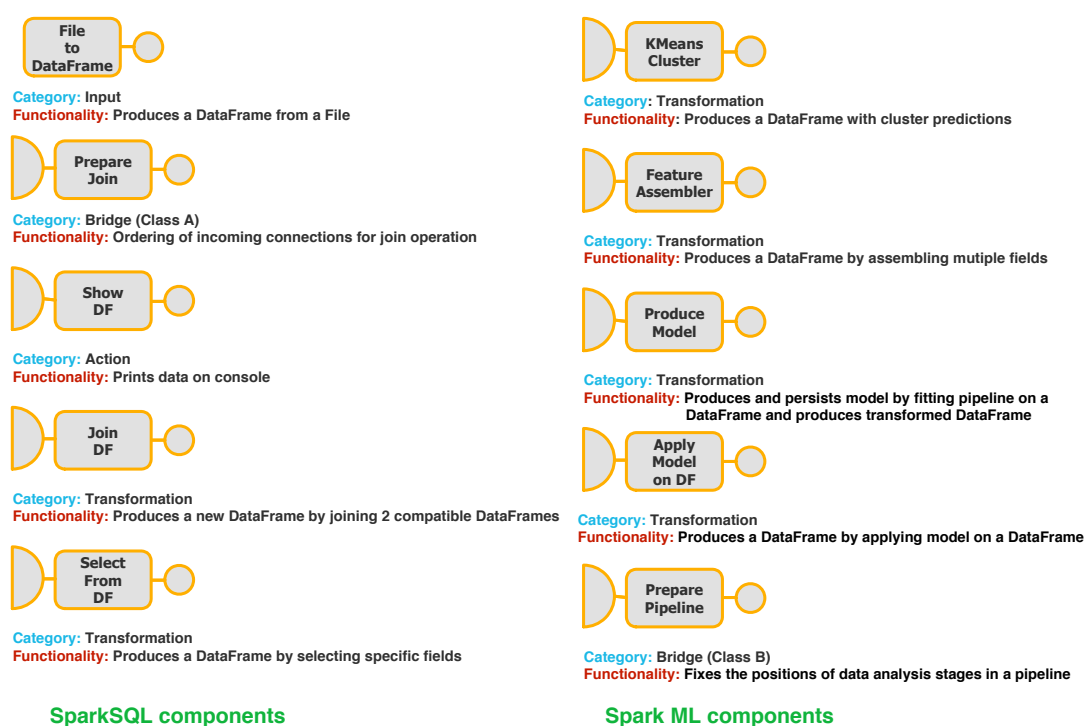 File
to
DataFrame
Category: Input
Functionality: Produces a DataFrame from a File
Prepare
Join
Category: Bridge (Class A)
Functionality: Ordering of incoming connections for join operation
Show
DF
Category: Action
Functionality: Prints data on console
Join
DF
Category: Transformation
Functionality: Produces a new DataFrame by joining 2 compatible DataFrames
Select
From
DF
Category: Transformation
Functionality: Produces a DataFrame by selecting specific fields
SparkSQL components
KMeans
Cluster
Category: Transformation
Functionality: Produces a DataFrame with cluster predictions
Feature
Assembler
Category: Transformation
Functionality: Produces a DataFrame by assembling mutiple fields
Produce
Model
Category: Transformation
Functionality: Produces and persists model by fitting pipeline on a
DataFrame and produces transformed DataFrame
Apply
Model
on DF
Category: Transformation
Functionality: Produces a DataFrame by applying model on a DataFrame
Prepare
Pipeline
Category: Bridge (Class B)
Functionality: Fixes the positions of data analysis stages in a pipeline
Spark ML components